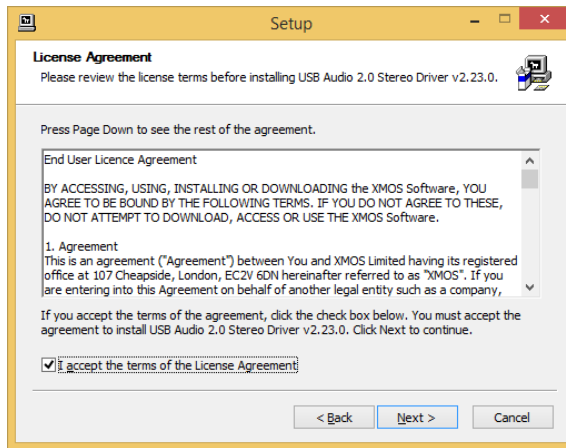 Setup
License Agreement
Please review the license terms before installing USB Audio 2.0 Stereo Driver v2.23.0.
Press Page Down to see the rest of the agreement.
End User Licence Agreement
BY ACCESSING, USING, INSTALLING OR DOWNLOADING the XMOS Software, YOU
AGREE TO BE BOUND BY THE FOLLOWING TERMS. IF YOU DO NOT AGREE TO THESE,
DO NOT ATTEMPT TO DOWNLOAD, ACCESS OR USE THE XMOS Software.
1. Agreement
This is an agreement ("Agreement") between You and XMOS Limited having its registered
office at 107 Cheapside, London, EC2V 6DN hereinafter referred to as "XMOS". If you
are entering into this Agreement on behalf of another legal entity such as a company,
If you accept the terms of the agreement, click the check box below. You must accept the
agreement to install USB Audio 2.0 Stereo Driver v2.23.0. Click Next to continue.
I accept the terms of the License Agreement
< Back
Next >
Cancel